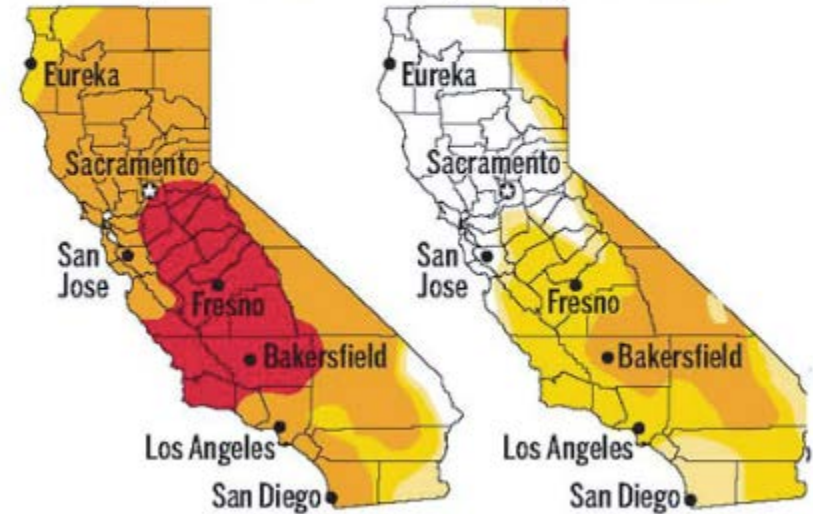 Eureka
Sacramento
San
Jose
Fresno
Bakersfield
Los Angeles
San Diego
Eureka
Sacramento
San
Jose
Fresno
Bakersfield
Los Angeles
San Diego